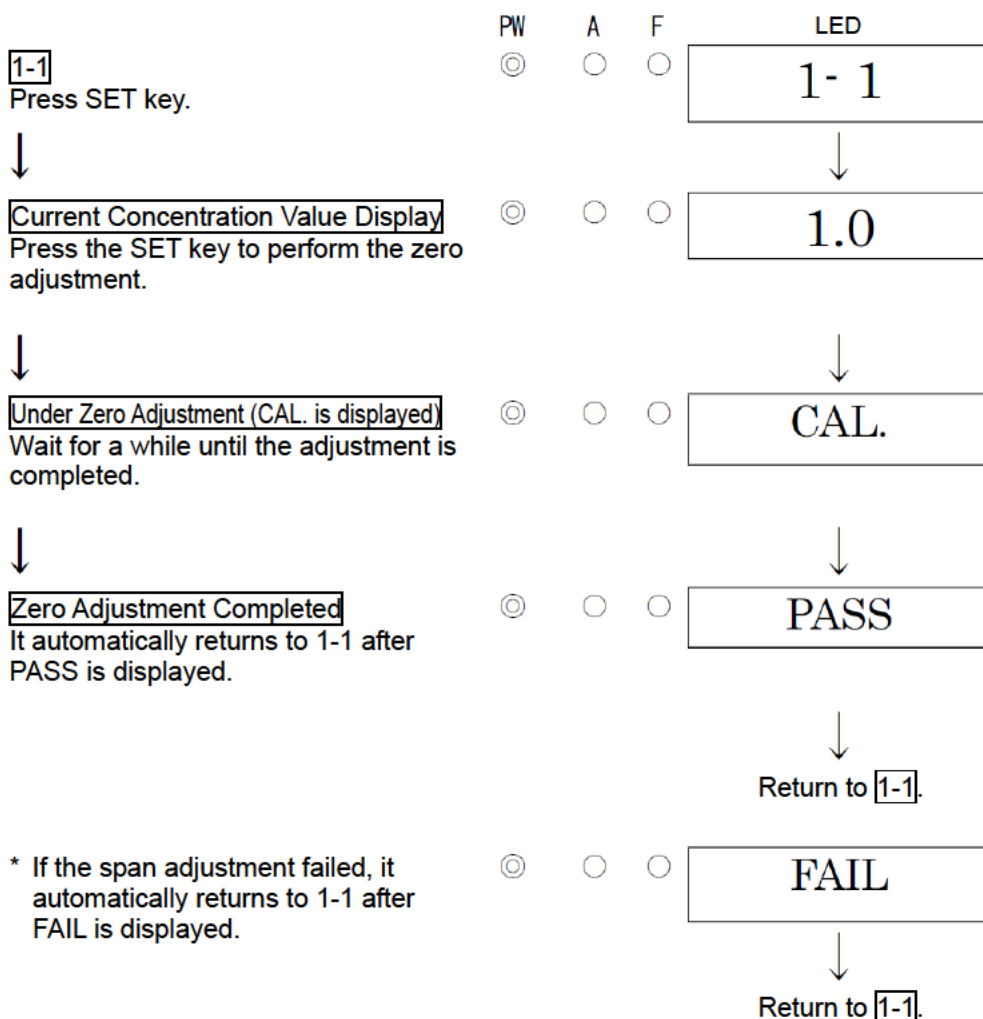 PW A F LED
1-1
1- 1
Press SET key.
Current Concentration Value Display
1.0
Press the SET key to perform the zero
adjustment.
Under Zero Adjustment (CAL. is displayed)
CAL.
Wait for a while until the adjustment is
completed.
Zero Adjustment Completed
PASS
It automatically returns to 1-1 after
PASS is displayed.
Return to 1-1.
* If the span adjustment failed, it
FAIL
automatically returns to 1-1 after
FAIL is displayed.
Return to 1-1.